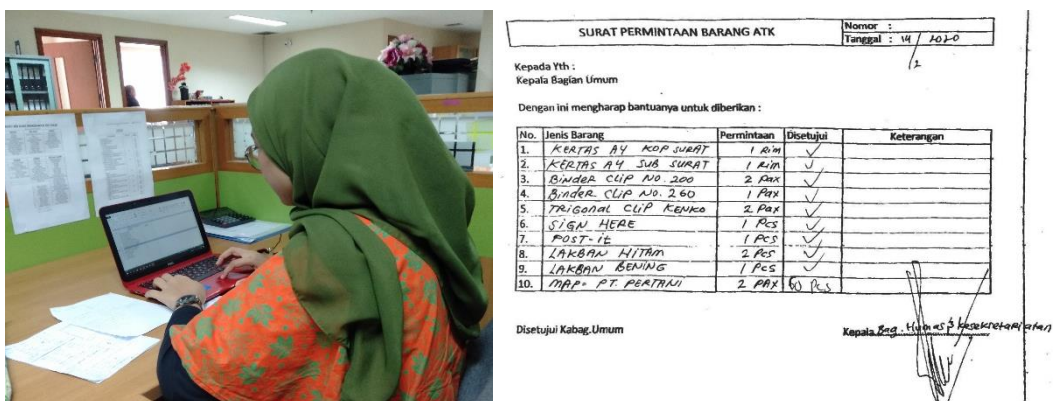 SURAT PERMINTAAN BARANG ATK
Nomor :
Tanggal : 14 / 2 2020
Kepada Yth :
Kepala Bagian Umum
Dengan ini mengharap bantuanya untuk diberikan :
No. Jenis Barang Permintaan Disetujui Keterangan
1. KERTAS A4 KOP SURAT 1 Rim ✓
2. KERTAS A4 SUB SURAT 1 Rim ✓
3. Binder Clip No. 200 2 Pax ✓
4. Binder Clip No. 260 1 Pax ✓
5. TRigonal CLiP KENKO 2 Pax ✓
6. SiGN HERE 1 Pcs ✓
7. POST-it 1 Pcs ✓
8. LAKBAN HITAM 2 Pcs ✓
9. LAKBAN BENING 1 Pcs ✓
10. MAP. PT. PERTANI 2 PAX 60 Pcs
Disetujui Kabag.Umum
Kepala Bag. Humas & Kesekretariatan